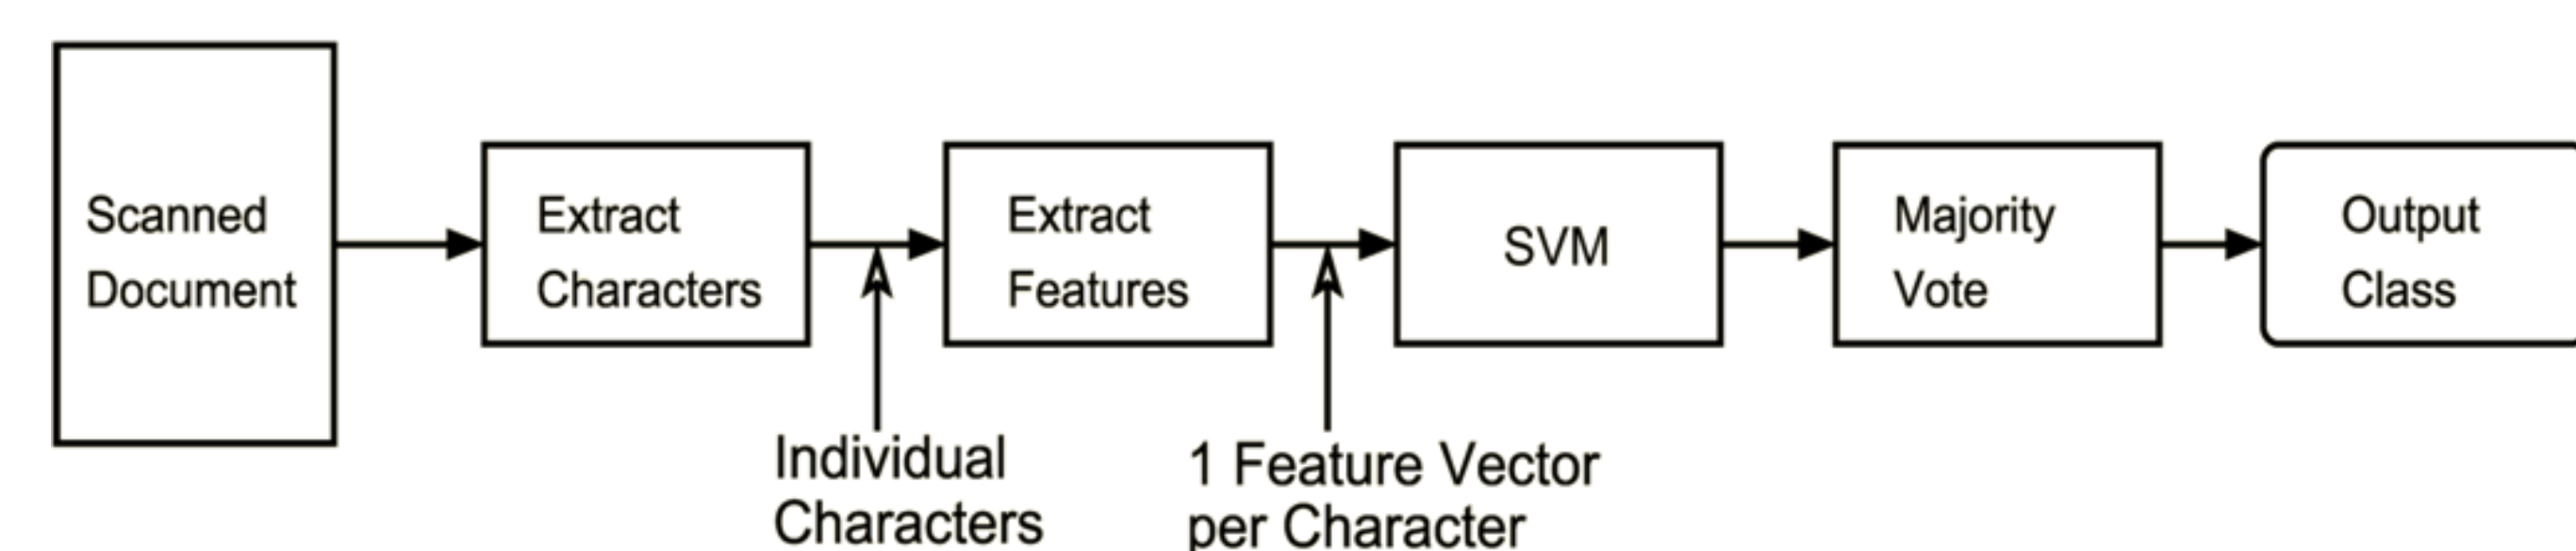 Scanned
Document
Extract
Characters
Extract
Features
SVM
Majority
Vote
Output
Class
Individual
Characters
1 Feature Vector
per Character